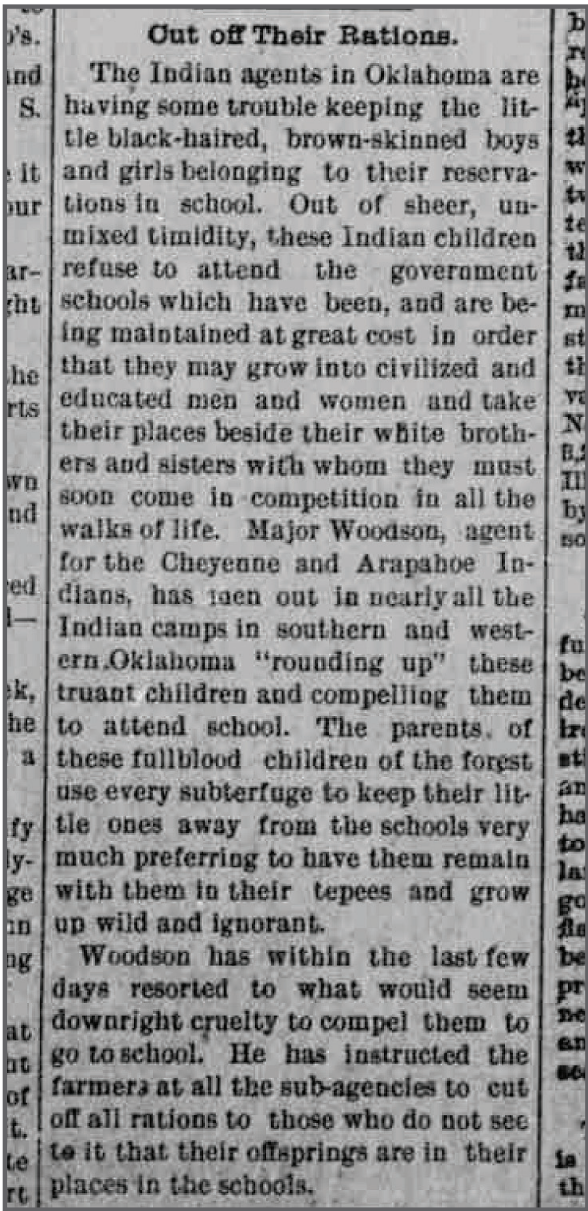 Out off Their Rations.
The Indian agents in Oklahoma are
having some trouble keeping the lit-
tle black-haired, brown-skinned boys
and girls belonging to their reserva-
tions in school. Out of sheer, un-
mixed timidity, these Indian children
refuse to attend the government
schools which have been, and are be-
ing maintained at great cost in order
that they may grow into civilized and
educated men and women and take
their places beside their white broth-
ers and sisters with whom they must
soon come in competition in all the
walks of life. Major Woodson, agent
for the Cheyenne and Arapahoe In-
dians, has men out in nearly all the
Indian camps in southern and west-
ern Oklahoma "rounding up" these
truant children and compelling them
to attend school. The parents of
these fullblood children of the forest
use every subterfuge to keep their lit-
tle ones away from the schools very
much preferring to have them remain
with them in their tepees and grow
up wild and ignorant.
Woodson has within the last few
days resorted to what would seem
downright cruelty to compel them to
go to school. He has instructed the
farmers at all the sub-agencies to cut
off all rations to those who do not see
to it that their offsprings are in their
places in the schools.